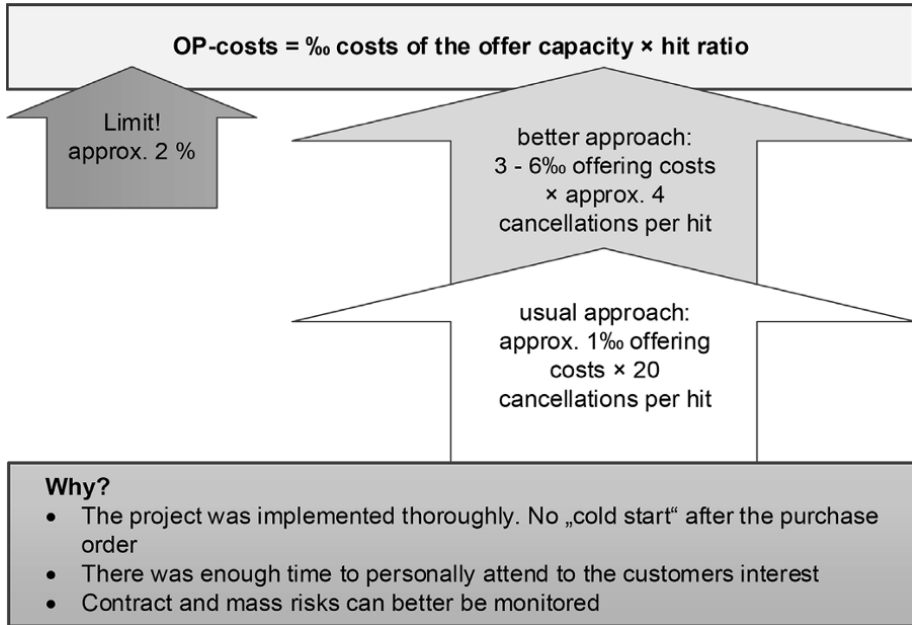 OP-costs = ‰ costs of the offer capacity × hit ratio
Limit!
approx. 2 %
better approach:
3 - 6‰ offering costs
× approx. 4
cancellations per hit
usual approach:
approx. 1‰ offering
costs × 20
cancellations per hit
Why?
• The project was implemented thoroughly. No „cold start“ after the purchase
order
• There was enough time to personally attend to the customers interest
• Contract and mass risks can better be monitored